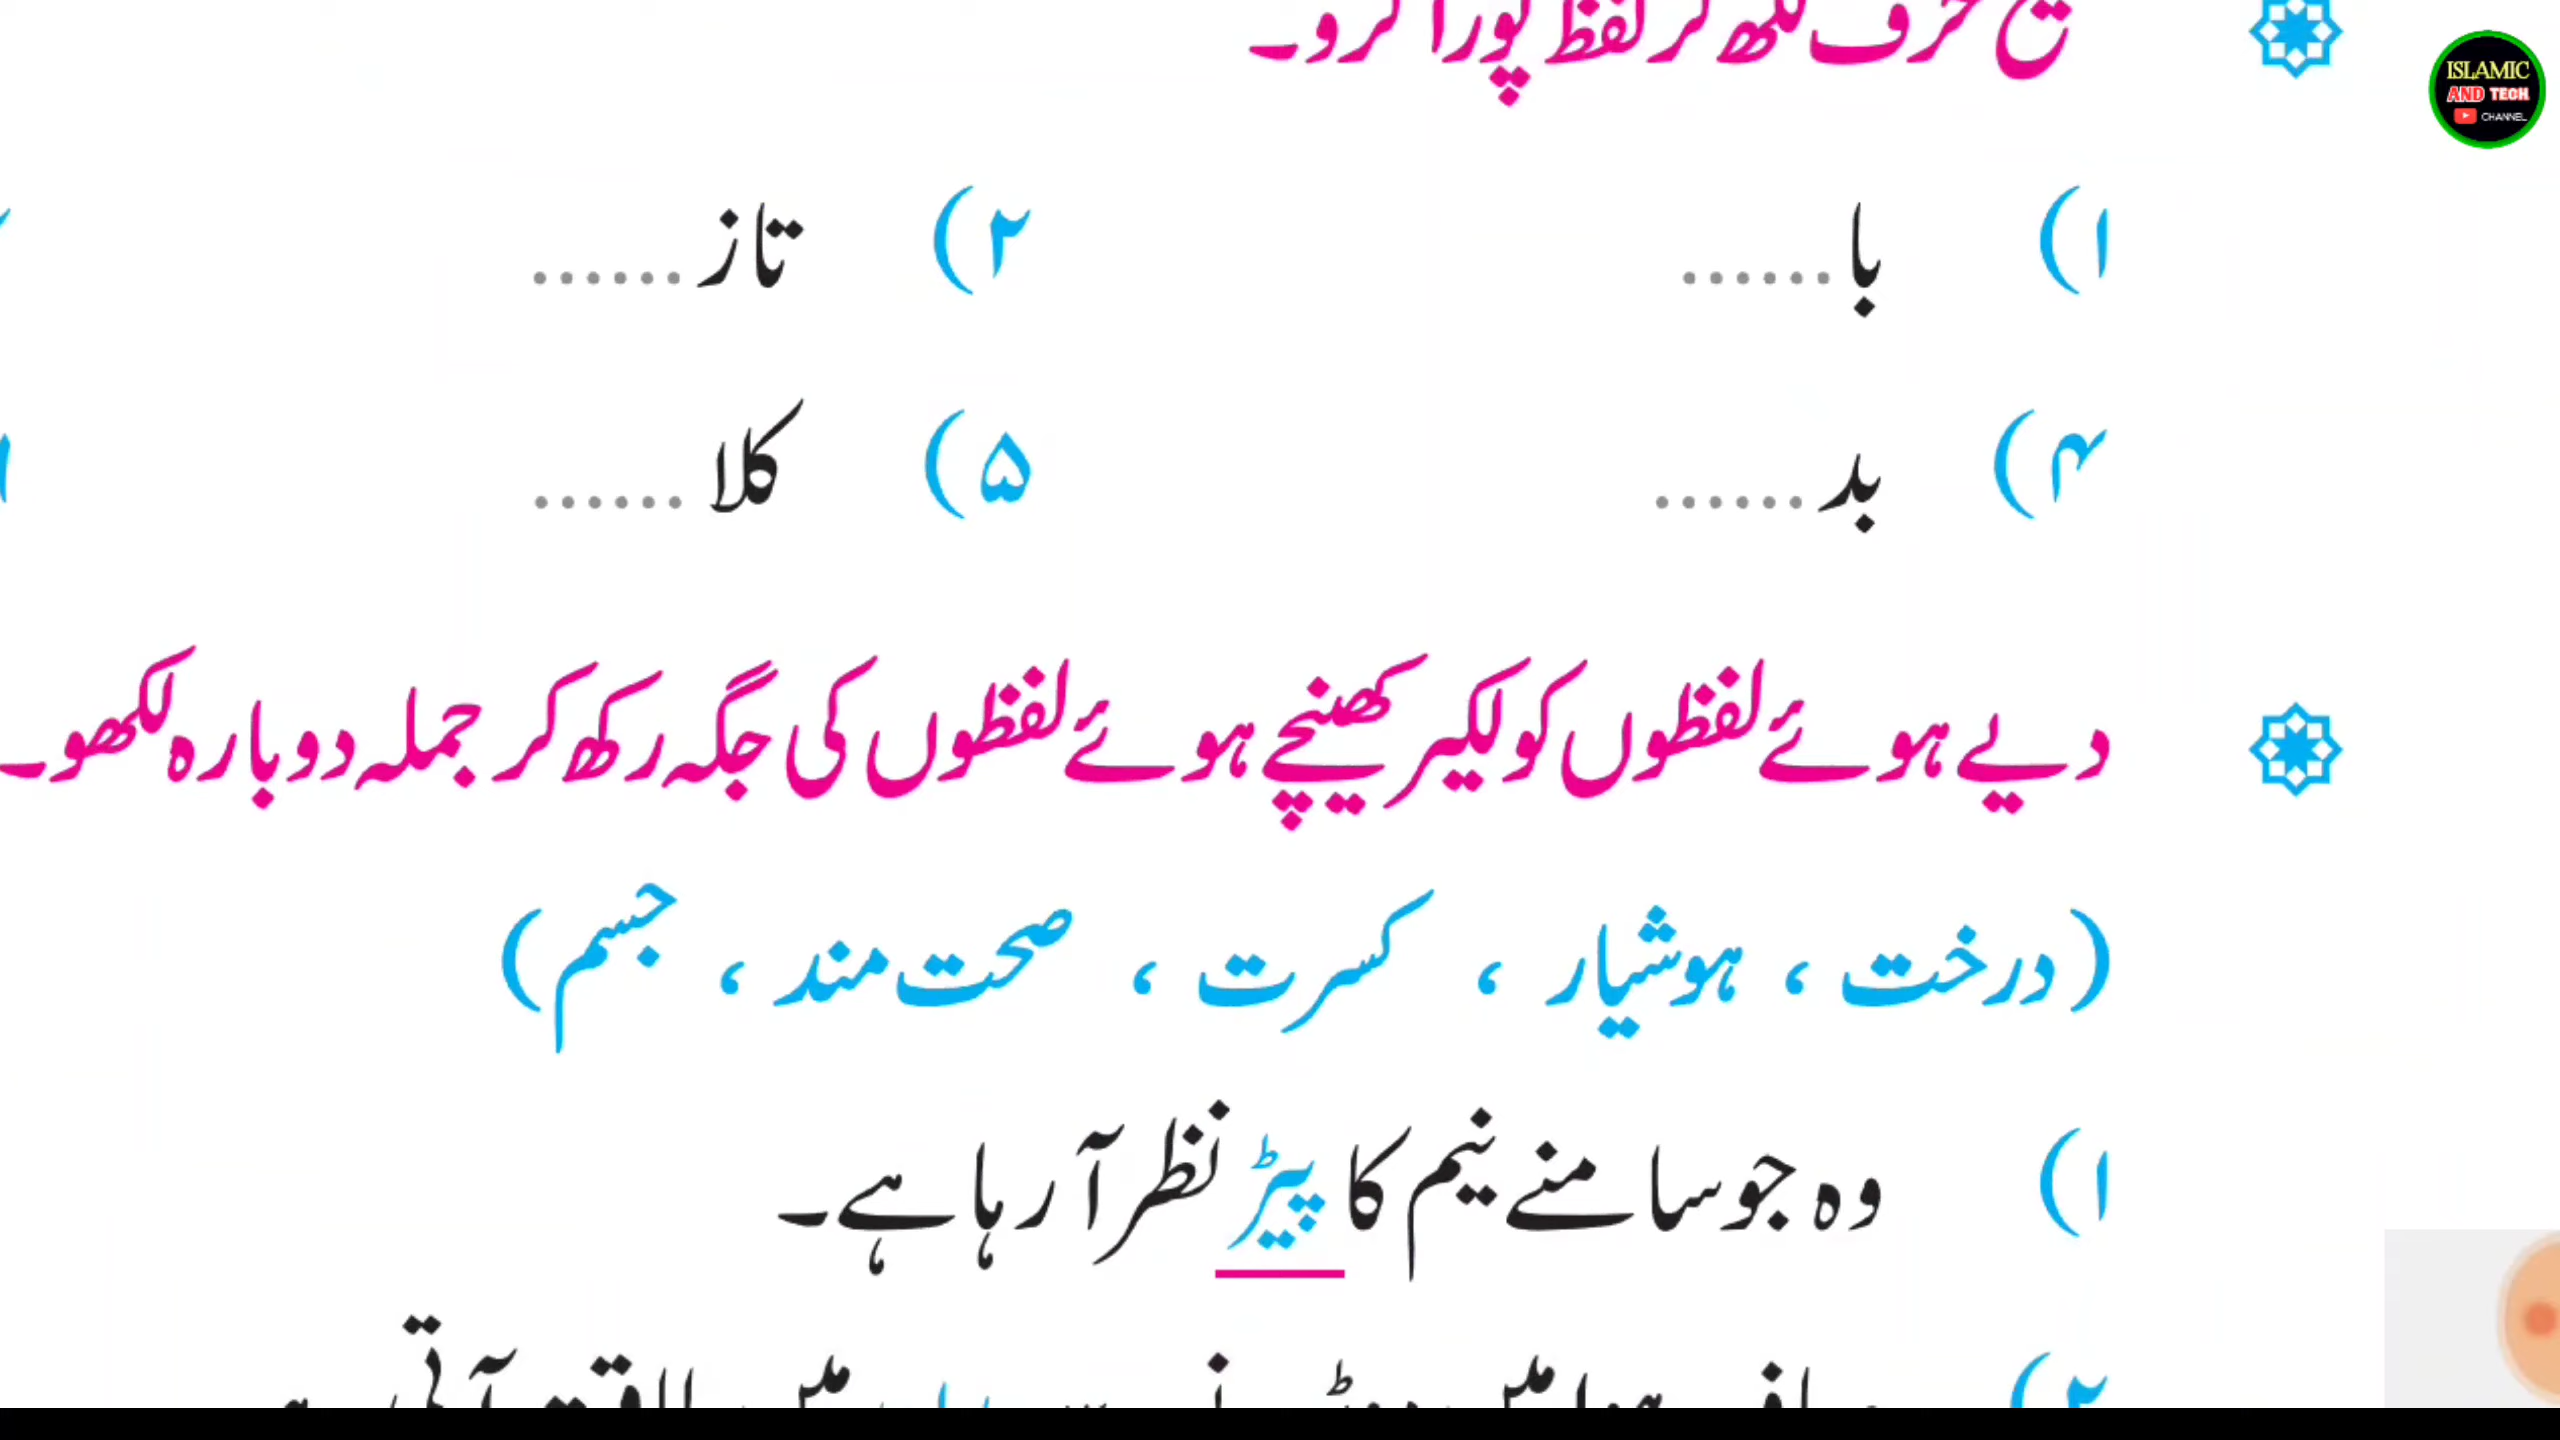 حرف لکھ کر لفظ پورا کرو۔
ISLAMIC
AND TECH
CHANNEL
۱) با...... ۲) تاز......
۴) بد...... ۵) کلا......
دیے ہوئے لفظوں کو لکیر کھینچے ہوئے لفظوں کی جگہ رکھ کر جملہ دوبارہ لکھو۔
(درخت ، ہوشیار ، کسرت ، صحت مند ، جسم)
۱) وہ جو سامنے نیم کا پیڑ نظر آ رہا ہے۔
۲)